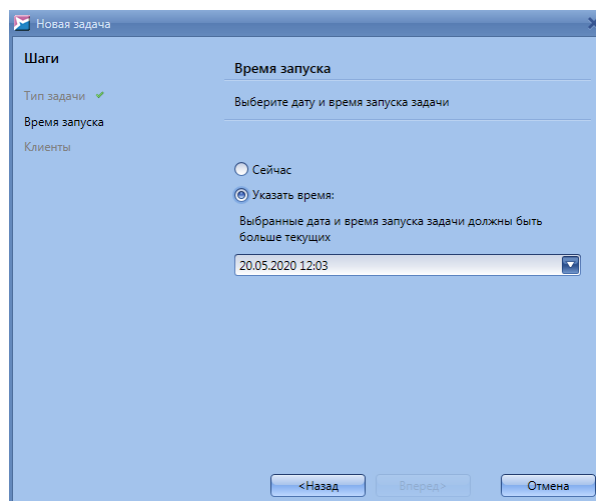 Новая задача
Шаги
Тип задачи
Время запуска
Клиенты
Время запуска
Выберите дату и время запуска задачи
Сейчас
Указать время:
Выбранные дата и время запуска задачи должны быть
больше текущих
20.05.2020 12:03
<Назад
Вперед>
Отмена